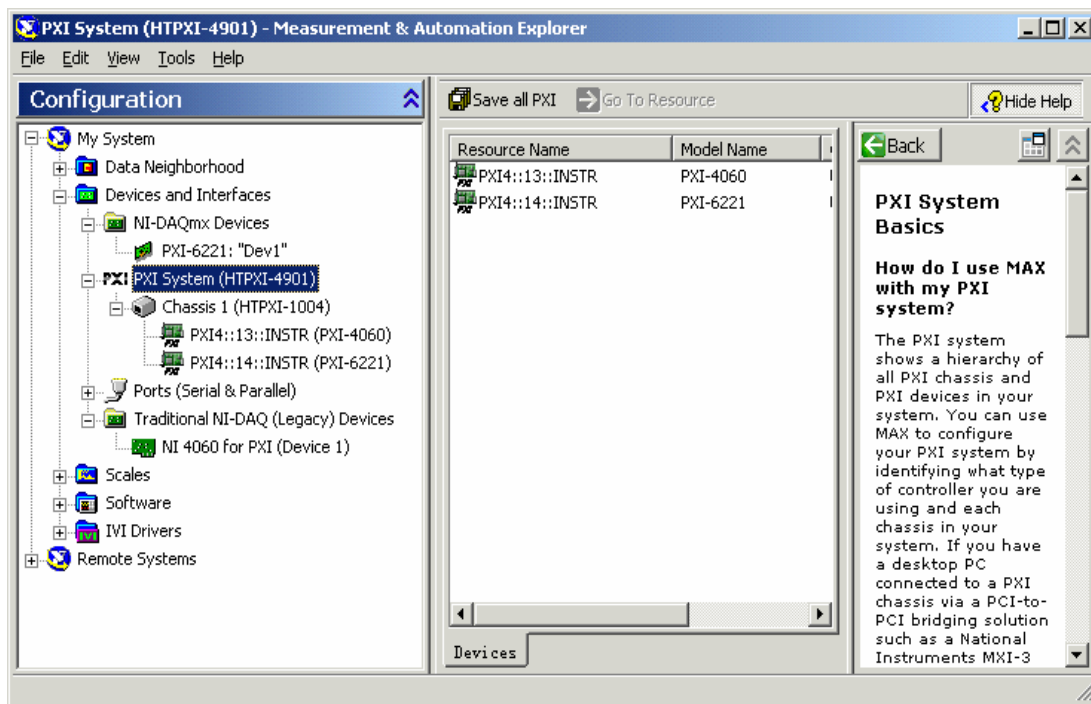 PXI System (HTPXI-4901) - Measurement & Automation Explorer
File Edit View Tools Help
Configuration
My System
Data Neighborhood
Devices and Interfaces
NI-DAQmx Devices
PXI-6221: "Dev1"
PXI PXI System (HTPXI-4901)
Chassis 1 (HTPXI-1004)
PXI4::13::INSTR (PXI-4060)
PXI4::14::INSTR (PXI-6221)
Ports (Serial & Parallel)
Traditional NI-DAQ (Legacy) Devices
NI 4060 for PXI (Device 1)
Scales
Software
IVI Drivers
Remote Systems
Save all PXI Go To Resource
Hide Help
Resource Name Model Name
PXI4::13::INSTR PXI-4060
PXI4::14::INSTR PXI-6221
Devices
Back
PXI System
Basics
How do I use MAX
with my PXI
system?
The PXI system
shows a hierarchy of
all PXI chassis and
PXI devices in your
system. You can use
MAX to configure
your PXI system by
identifying what type
of controller you are
using and each
chassis in your
system. If you have
a desktop PC
connected to a PXI
chassis via a PCI-to-
PCI bridging solution
such as a National
Instruments MXI-3